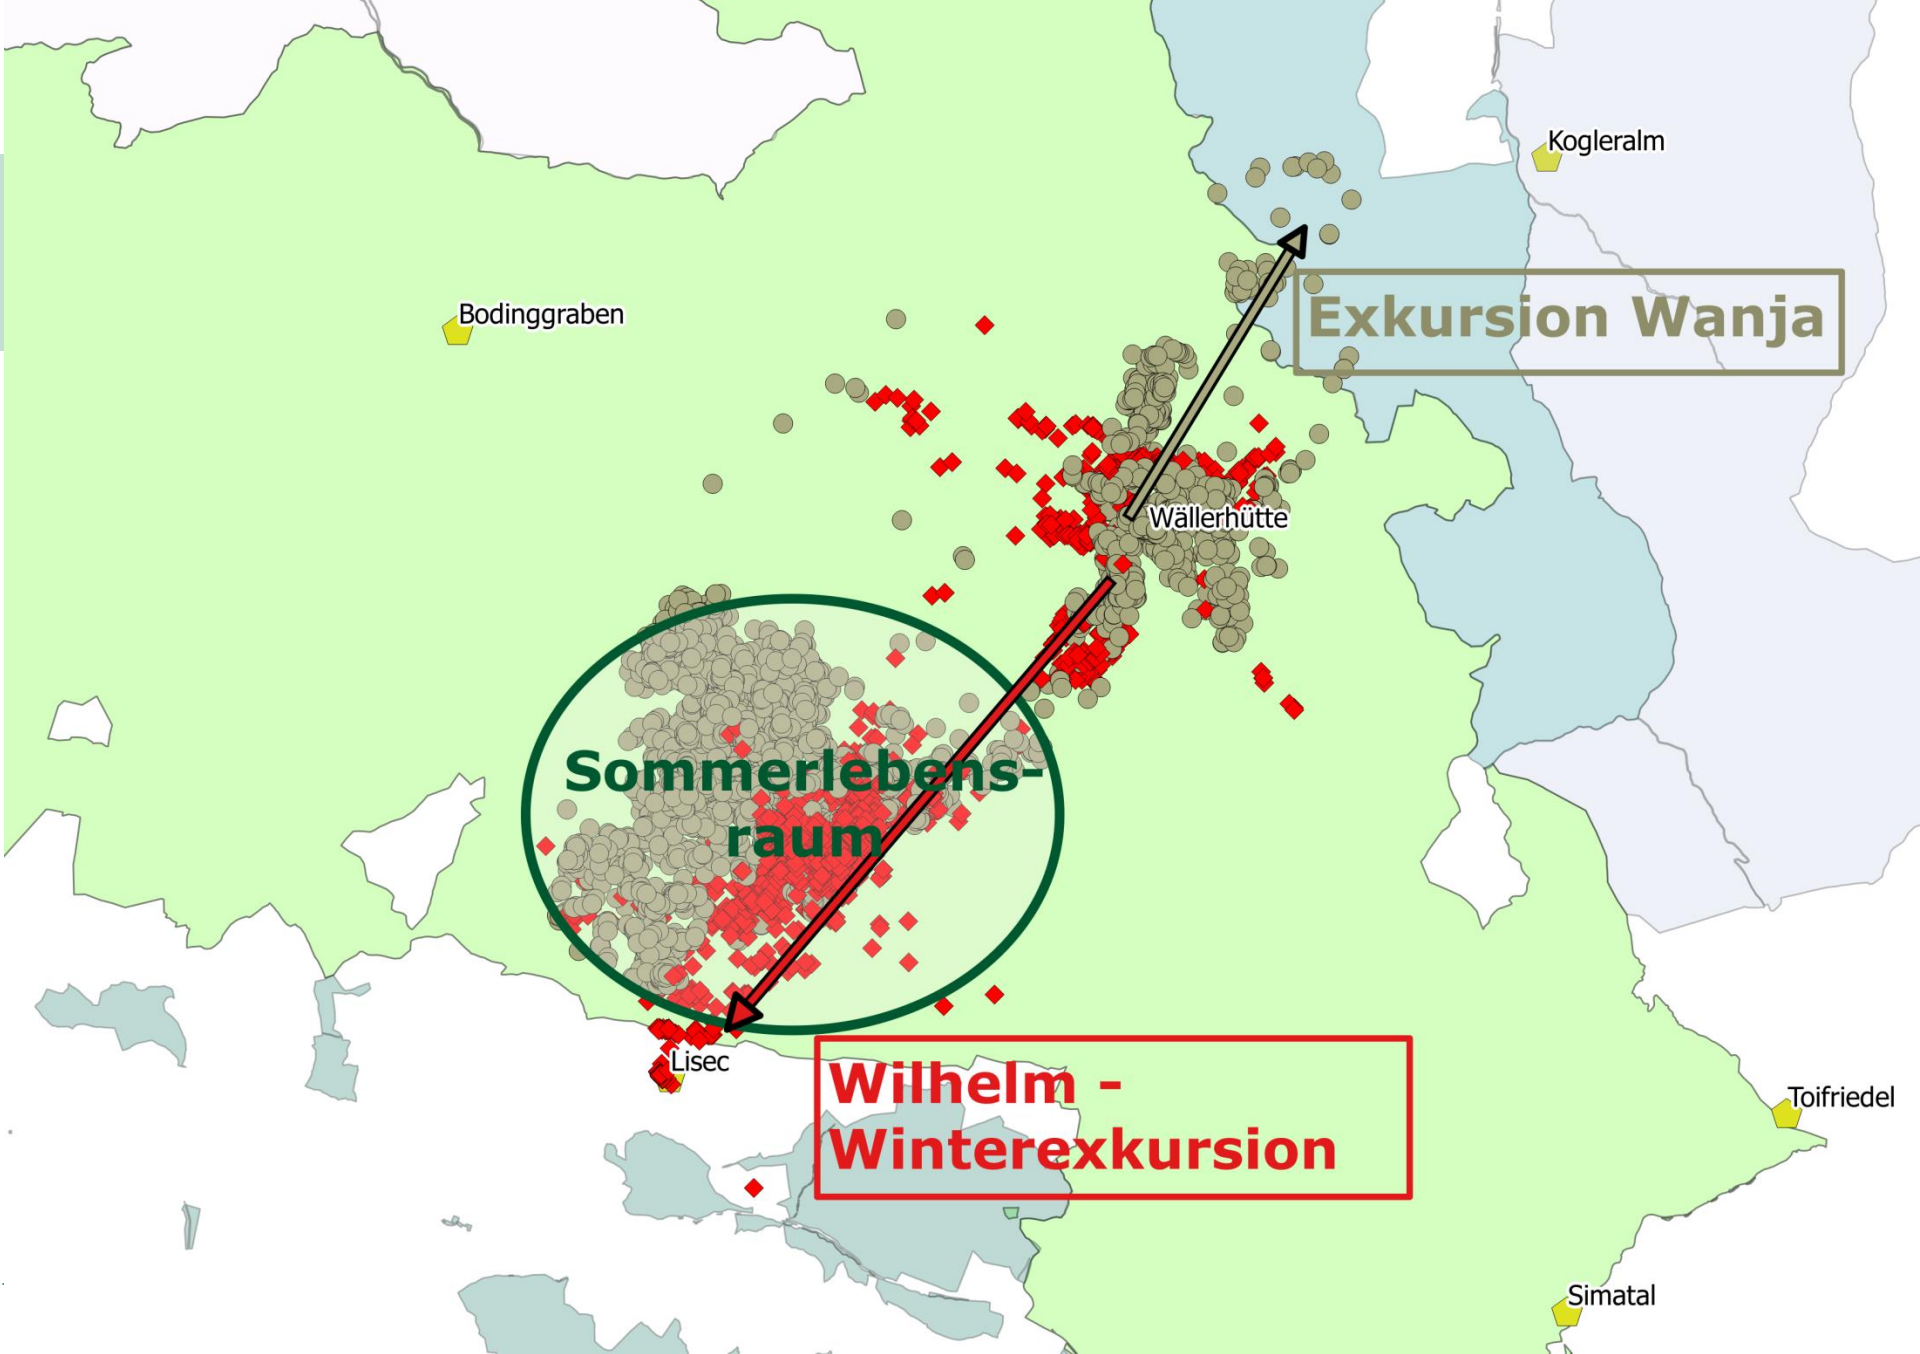 Kogleralm
Bodinggraben
Exkursion Wanja
Wällerhütte
Sommerlebens-
raum
Lisec
Wilhelm -
Winterexkursion
Toifriedel
Simatal